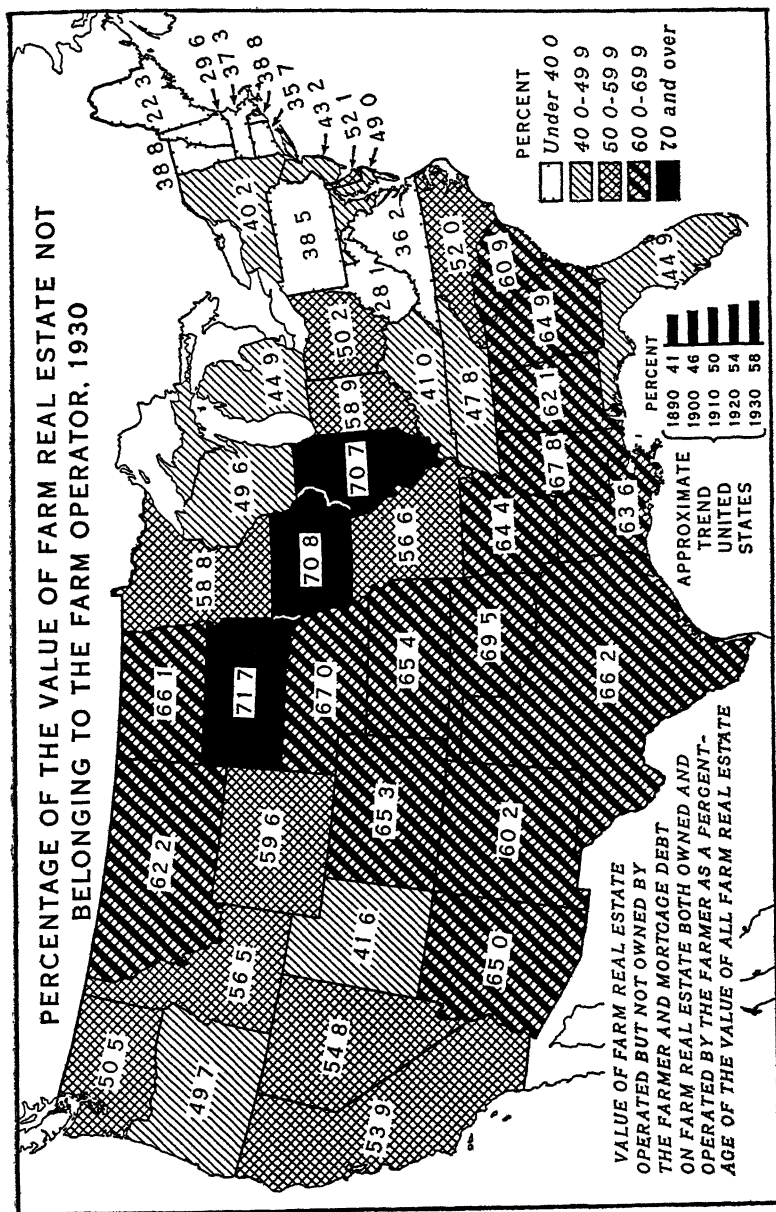 PERCENTAGE OF THE VALUE OF FARM REAL ESTATE NOT
BELONGING TO THE FARM OPERATOR, 1930
50 5
49 7
53 9
54 8
56 5
62 2
59 6
41 6
65 0
65 3
60 2
66 1
71 7
67 0
65 4
69 5
66 2
58 8
70 8
56 6
64 4
63 6
49 6
70 7
44 9
58 9
50 2
41 0
47 8
67 8
62 1
64 9
60 9
44 9
52 0
36 2
28 1
38 5
40 2
38 8
22 3
29 6
37 3
38 8
35 7
43 2
52 1
49 0
PERCENT
Under 40 0
40 0-49 9
50 0-59 9
60 0-69 9
70 and over
VALUE OF FARM REAL ESTATE
OPERATED BUT NOT OWNED BY
THE FARMER AND MORTGAGE DEBT
ON FARM REAL ESTATE BOTH OWNED AND
OPERATED BY THE FARMER AS A PERCENT-
AGE OF THE VALUE OF ALL FARM REAL ESTATE
APPROXIMATE
TREND
UNITED
STATES
PERCENT
1890 41
1900 46
1910 50
1920 54
1930 58